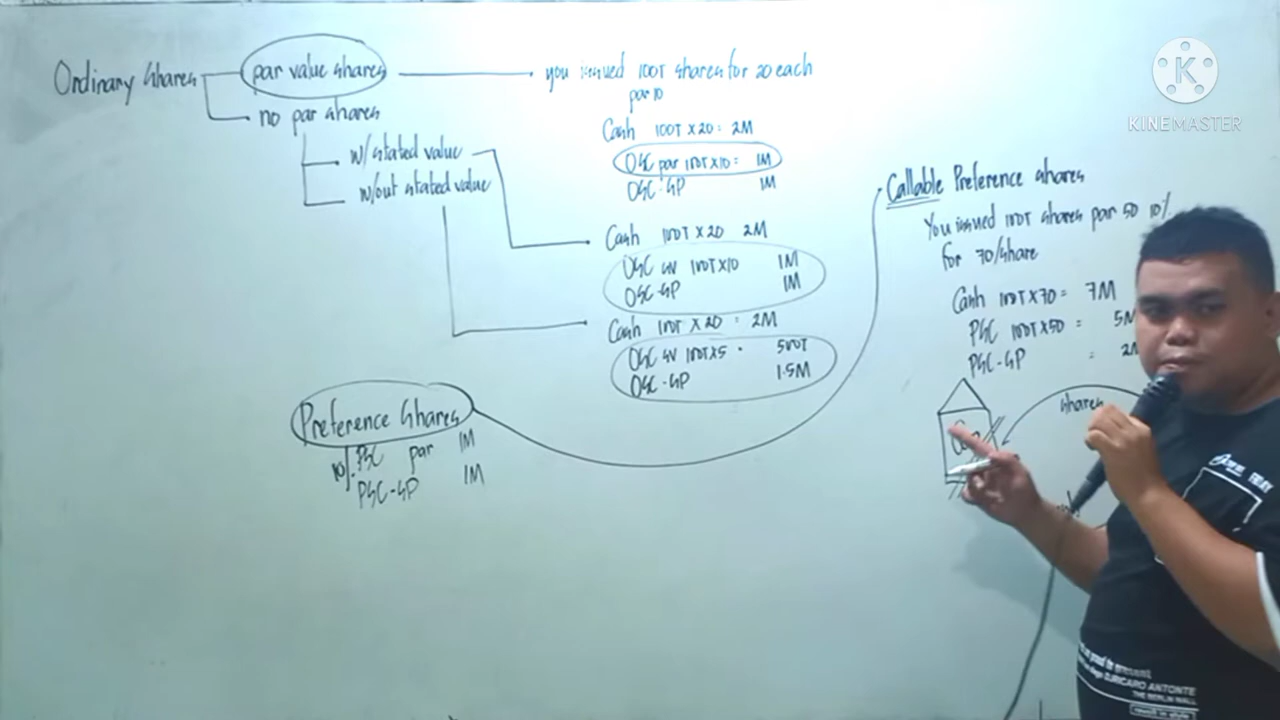 Ordinary Shares
par value shares
no par shares
w/ stated value
w/out stated value
you issued 100T shares for 20 each
par 10
Cash 100T X 20 = 2M
OSC par 100T X 10 = 1M
OSC-SP 1M
Cash 100T X 20 2M
OSC SV 100T X 10 1M
OSC-SP 1M
Cash 100T X 20 = 2M
OSC SV 100T X 5 = 500T
OSC-SP 1.5M
Preference Shares
10% PSC par 1M
PSC-SP 1M
Callable Preference shares
You issued 100T shares par 50 10%
for 70/share
Cash 100T X 70 = 7M
PSC 100T X 50 = 5M
PSC-SP = 2M
shares
KINEMASTER
THE BERLIN WALL